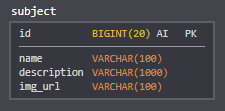 subject
id BIGINT(20) AI PK
name VARCHAR(100)
description VARCHAR(1000)
img_url VARCHAR(100)